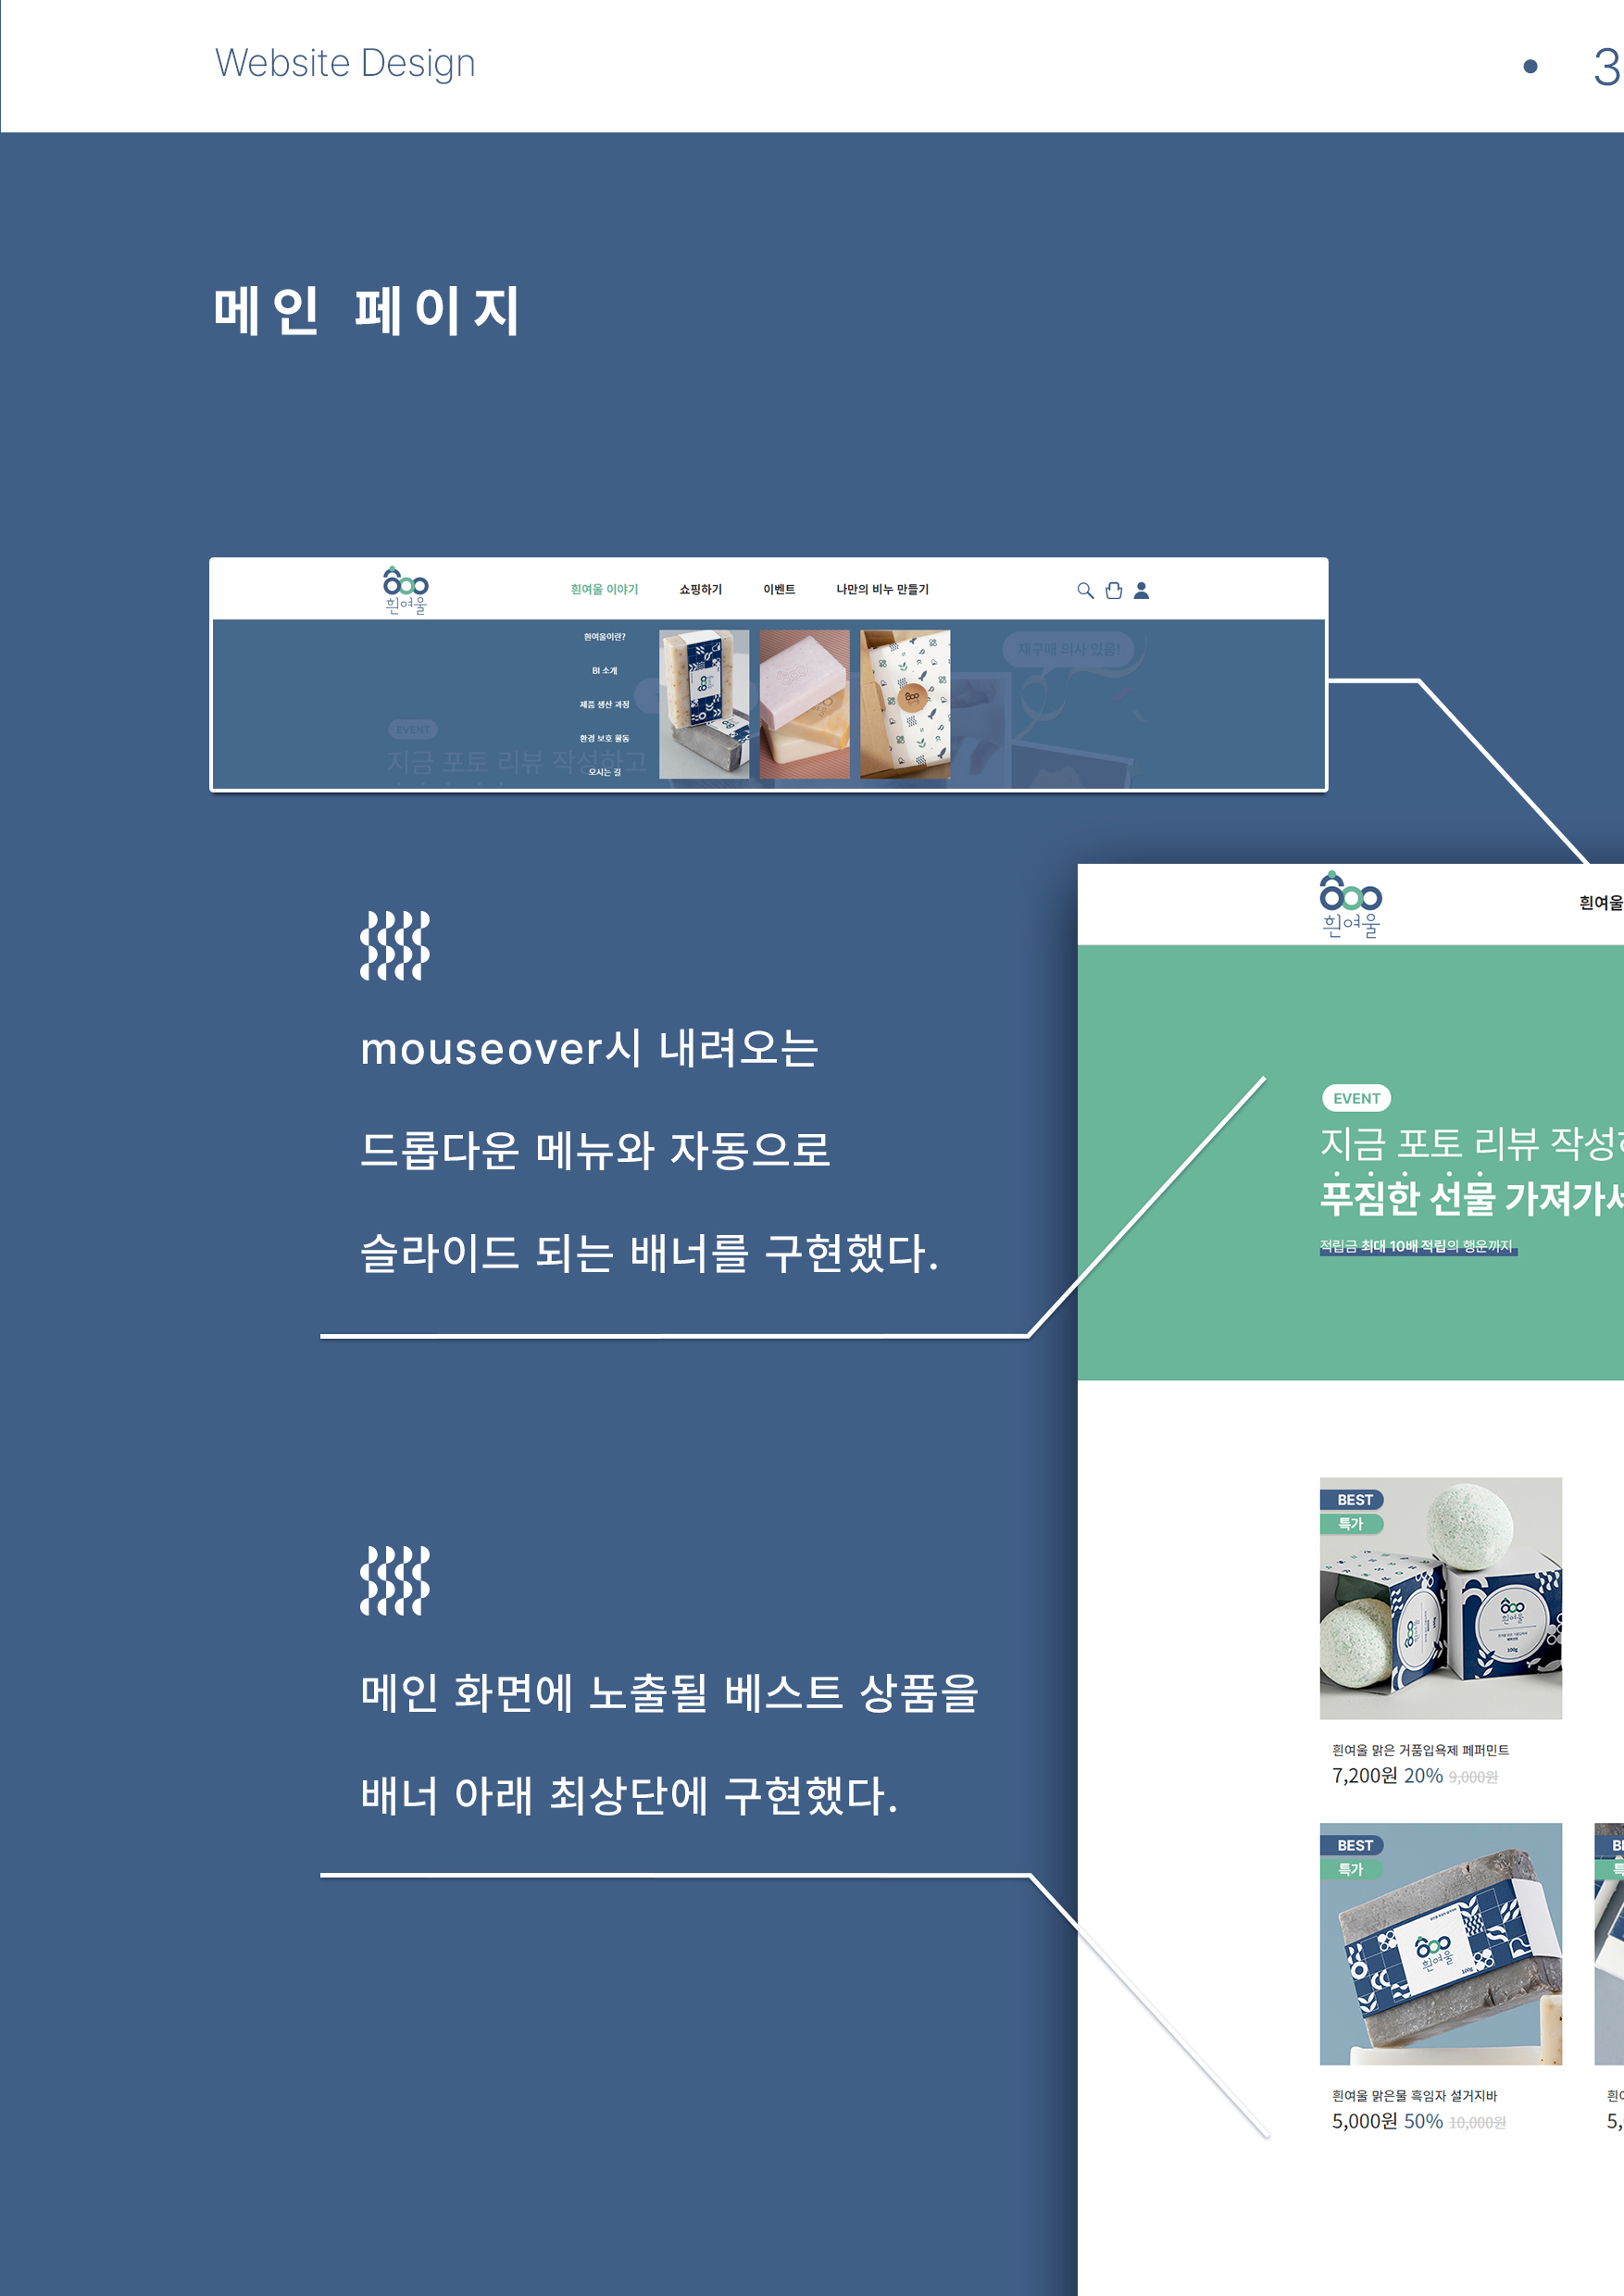 Website Design
• 3
메인 페이지
흰여울
흰여울 이야기 쇼핑하기 이벤트 나만의 비누 만들기
흰여울이란?
BI 소개
제품 생산 과정
환경 보호 활동
오시는 길
재구매 의사 있음!
EVENT
지금 포토 리뷰 작성하고
mouseover시 내려오는
드롭다운 메뉴와 자동으로
슬라이드 되는 배너를 구현했다.
흰여울
흰여울
EVENT
지금 포토 리뷰 작성
푸짐한 선물 가져가
적립금 최대 10배 적립의 행운까지
메인 화면에 노출될 베스트 상품을
배너 아래 최상단에 구현했다.
BEST
특가
흰여울
100g
흰여울 맑은 거품입욕제 페퍼민트
7,200원 20% 9,000원
BEST
특가
흰여울
100g
흰여울 맑은물 흑임자 설거지바
5,000원 50% 10,000원
5,